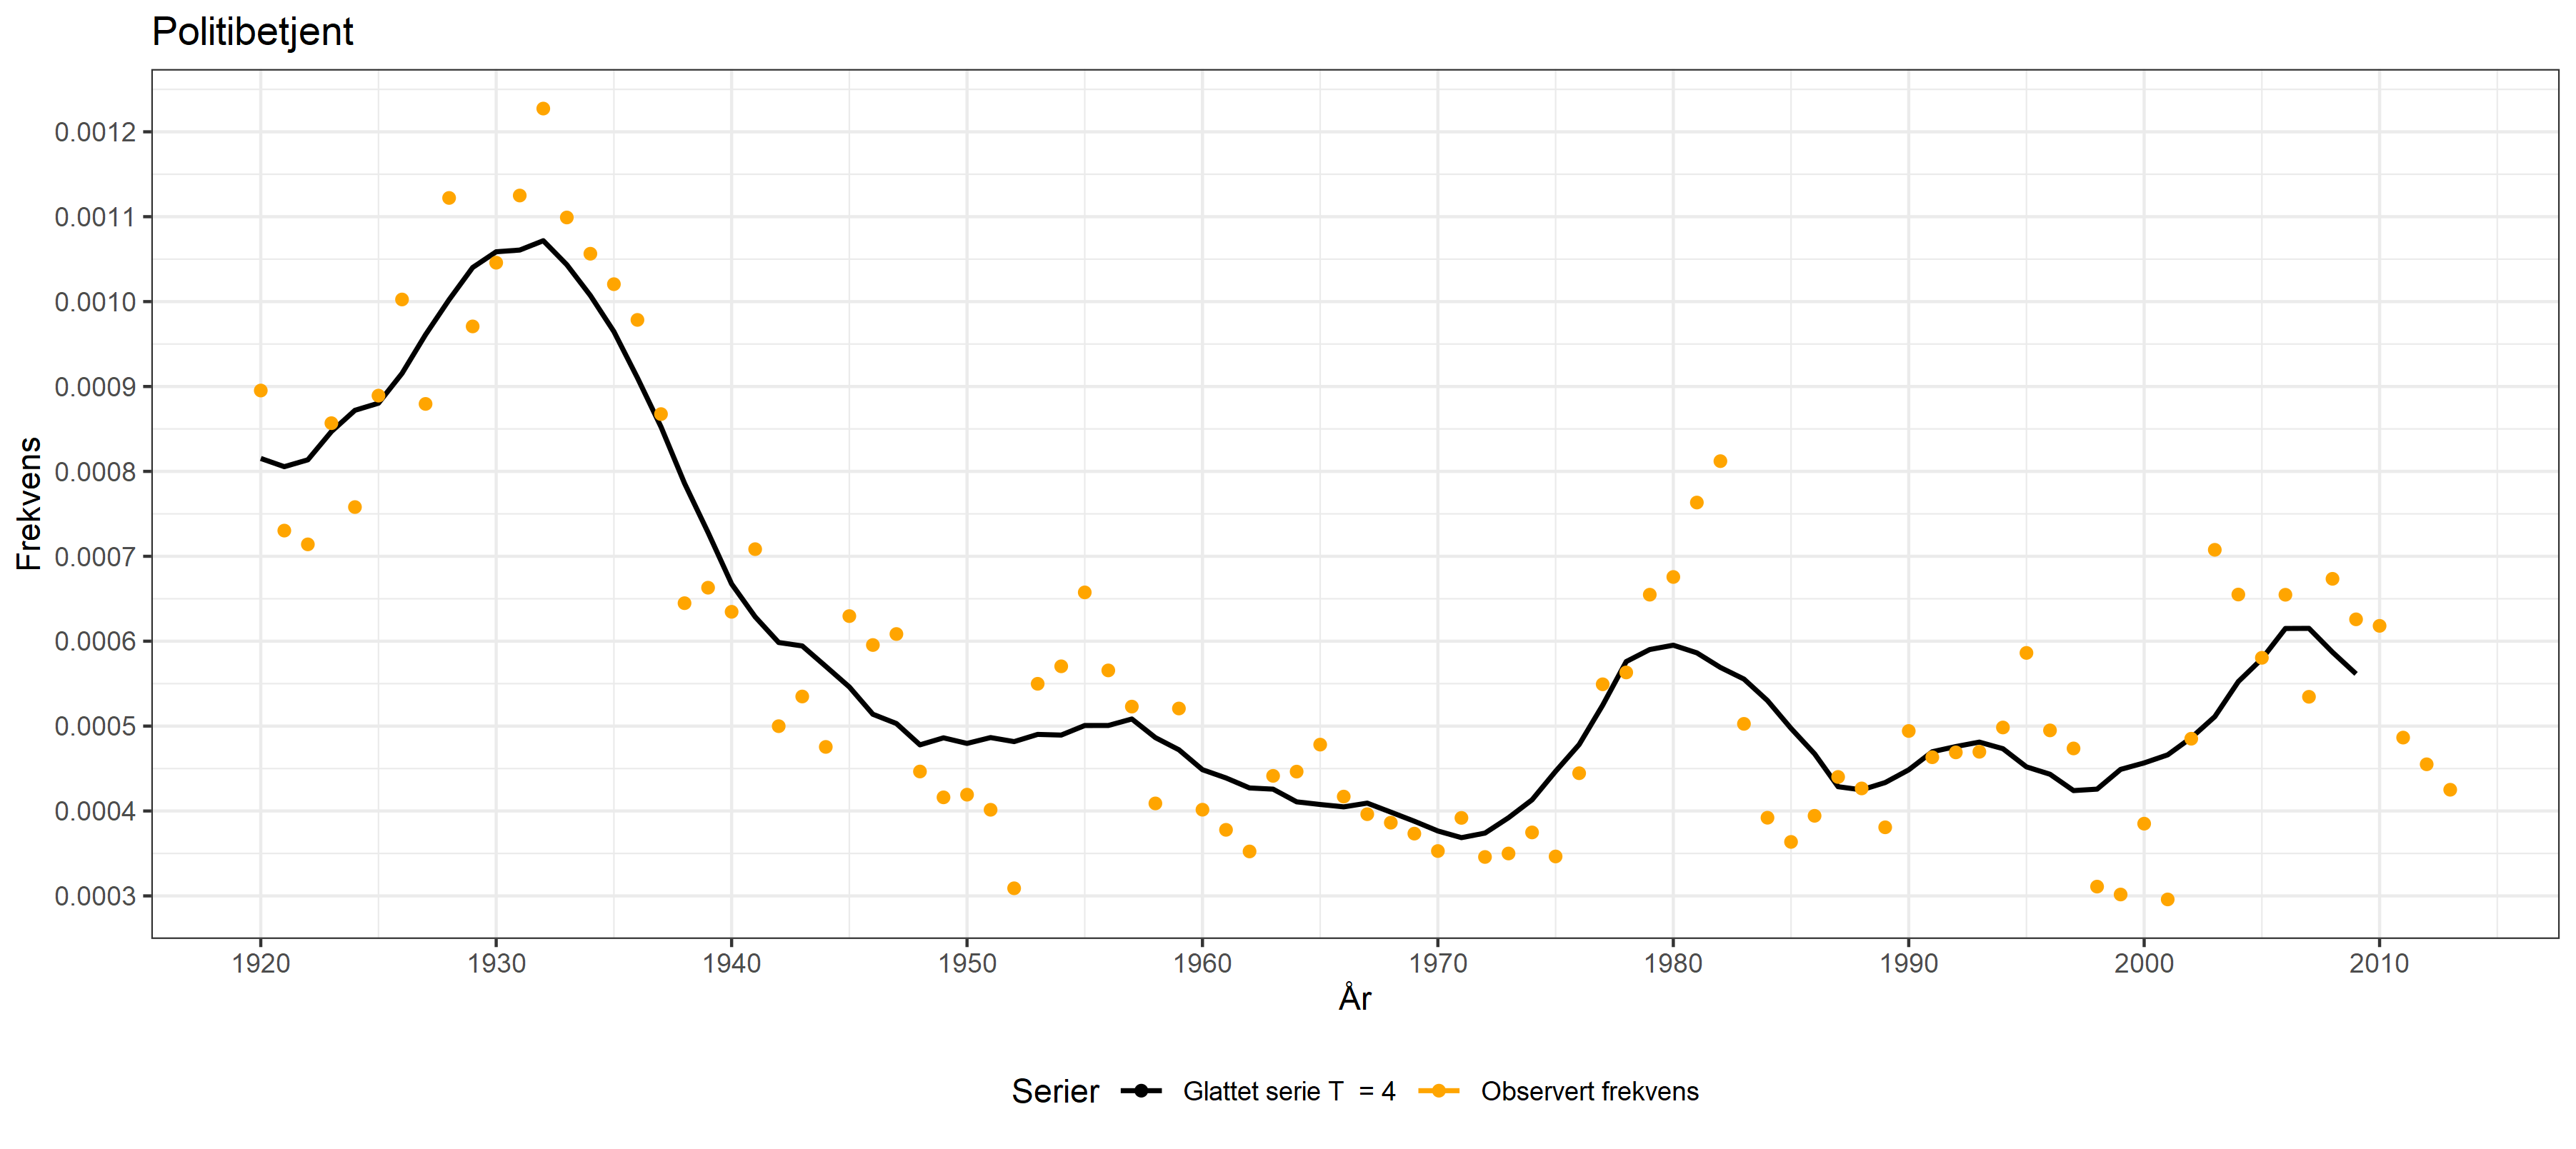 Politibetjent
0.0012
0.0011
0.0010
0.0009
0.0008
0.0007
0.0006
0.0005
0.0004
0.0003
Frekvens
1920 1930 1940 1950 1960 1970 1980 1990 2000 2010
År
Serier Glattet serie T = 4 Observert frekvens